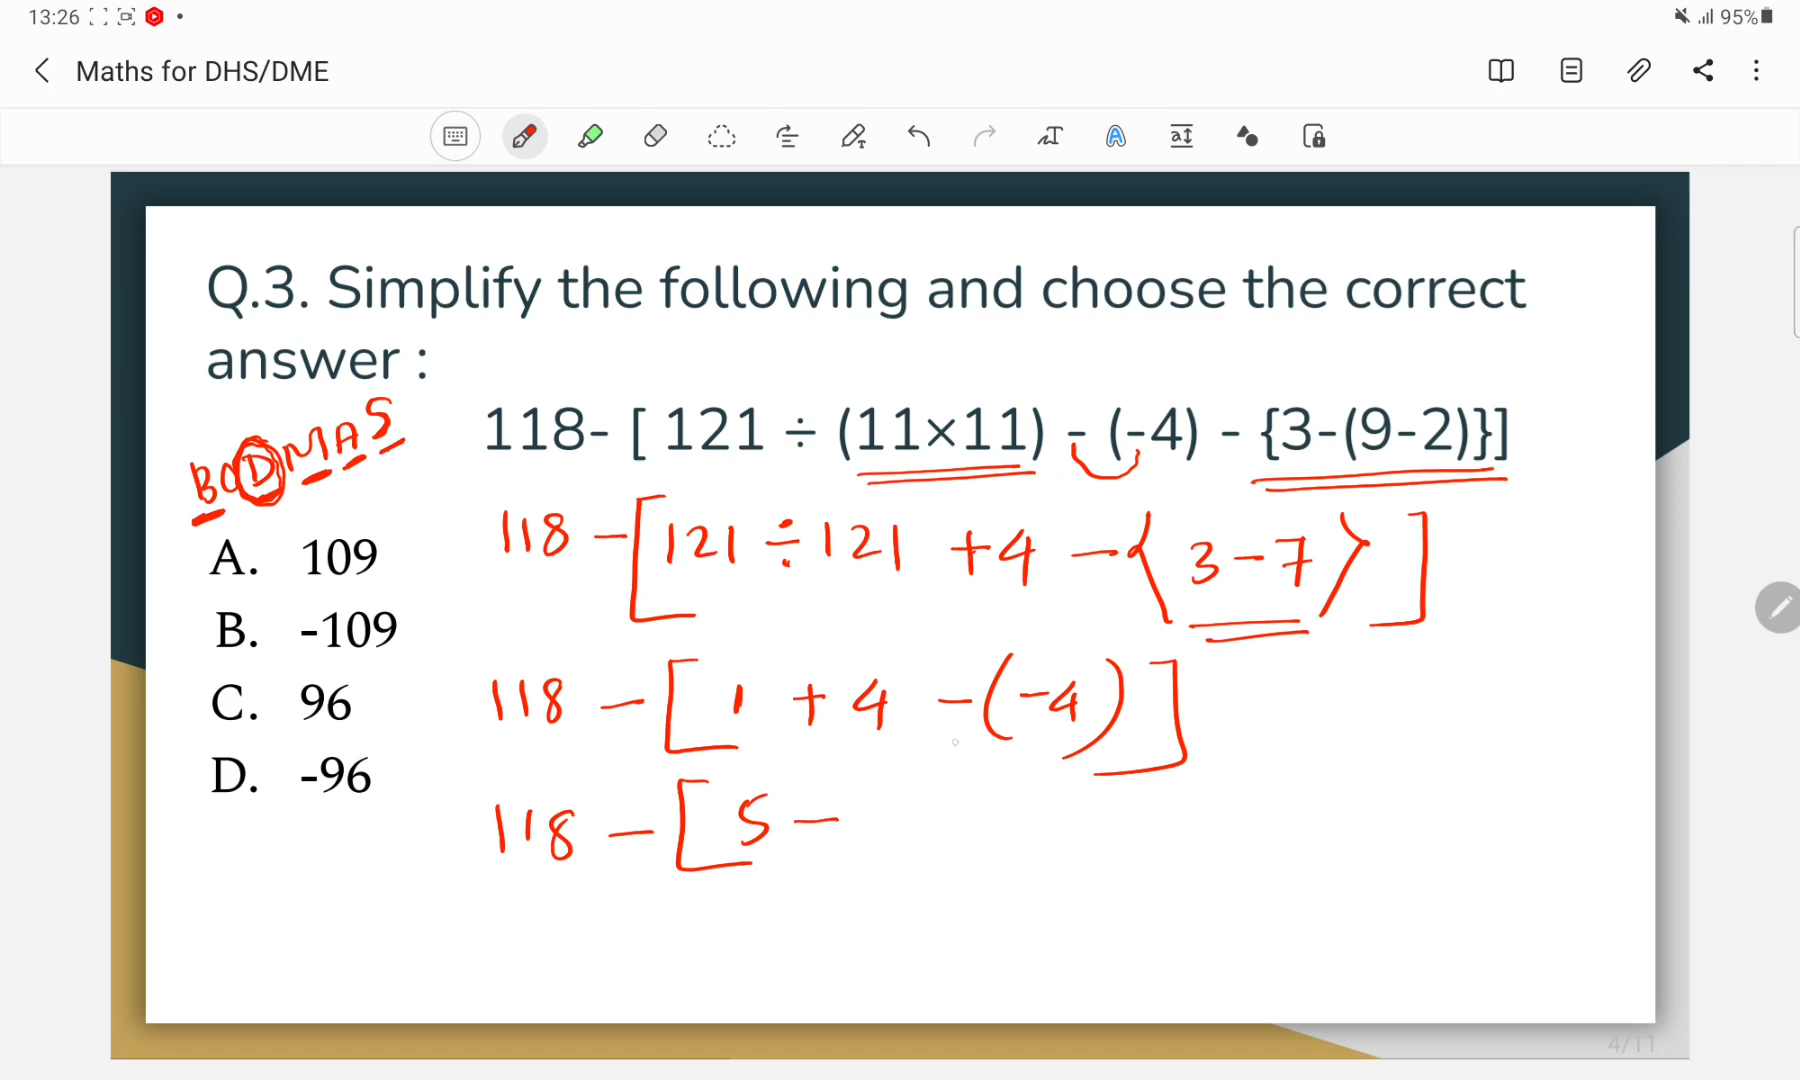 13:26
95%
Maths for DHS/DME
Q.3. Simplify the following and choose the correct
answer :
118- [ 121 ÷ (11×11) - (-4) - {3-(9-2)}]
BODMAS
118 - [121 ÷ 121 + 4 - {3 - 7}]
A. 109
B. -109
C. 96
D. -96
118 - [1 + 4 - (-4)]
118 - [5 -
4/11